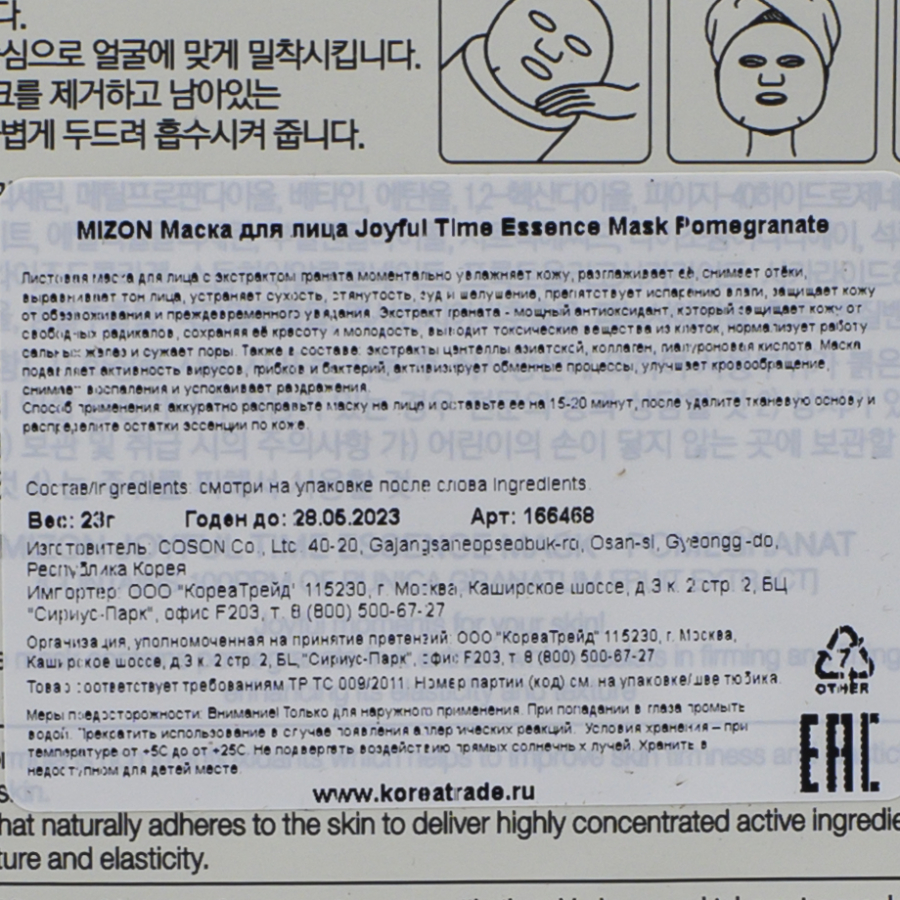 다.
심으로 얼굴에 맞게 밀착시킵니다.
크를 제거하고 남아있는
볍게 두드려 흡수시켜 줍니다.
MIZON Маска для лица Joyful Time Essence Mask Pomegranate
Листовая маска для лица с экстрактом граната моментально увлажняет кожу, разглаживает её, снимает отёки,
выравнивает тон лица, устраняет сухость, стянутость, зуд и шелушение, препятствует испарению влаги, защищает кожу
от обезвоживания и преждевременного увядания. Экстракт граната - мощный антиоксидант, который защищает кожу от
свободных радикалов, сохраняя её красоту и молодость, выводит токсические вещества из клеток, нормализует работу
сальных желез и сужает поры. Также в составе: экстракты центеллы азиатской, коллаген, гиалуроновая кислота. Маска
подавляет активность вирусов, грибков и бактерий, активизирует обменные процессы, улучшает кровообращение,
снимает воспаления и успокаивает раздражения.
Способ применения: аккуратно расправьте маску на лице и оставьте ее на 15-20 минут, после удалите тканевую основу и
распределите остатки эссенции по коже.
Состав/Ingredients: смотри на упаковке после слова Ingredients.
Вес: 23г Годен до: 28.05.2023 Арт: 166468
Изготовитель: COSON Co., Ltc. 40-20, Gajangsaneopseobuk-ro, Osan-si, Gyeongg-do,
Республика Корея
Импортер: ООО "КореаТрейд" 115230, г. Москва, Каширское шоссе, д.3 к. 2 стр. 2, БЦ
"Сириус-Парк", офис F203, т. 8 (800) 500-67-27
Организация, уполномоченная на принятие претензий: ООО "КореаТрейд" 115230, г. Москва,
Каширское шоссе, д.3 к. 2 стр. 2, БЦ "Сириус-Парк", офис F203, т. 8 (800) 500-67-27
Товар соответствует требованиям ТР ТС 009/2011. Номер партии (код) см. на упаковке/шве тюбика.
Меры предосторожности: Внимание! Только для наружного применения. При попадании в глаза промыть
водой. Прекратить использование в случае появления аллергических реакций. Условия хранения – при
температуре от +5С до от +25С. Не подвергать воздействию прямых солнечных лучей. Хранить в
недоступном для детей месте.
OTHER
EAC
www.koreatrade.ru
hat naturally adheres to the skin to deliver highly concentrated active ingredie
ture and elasticity.